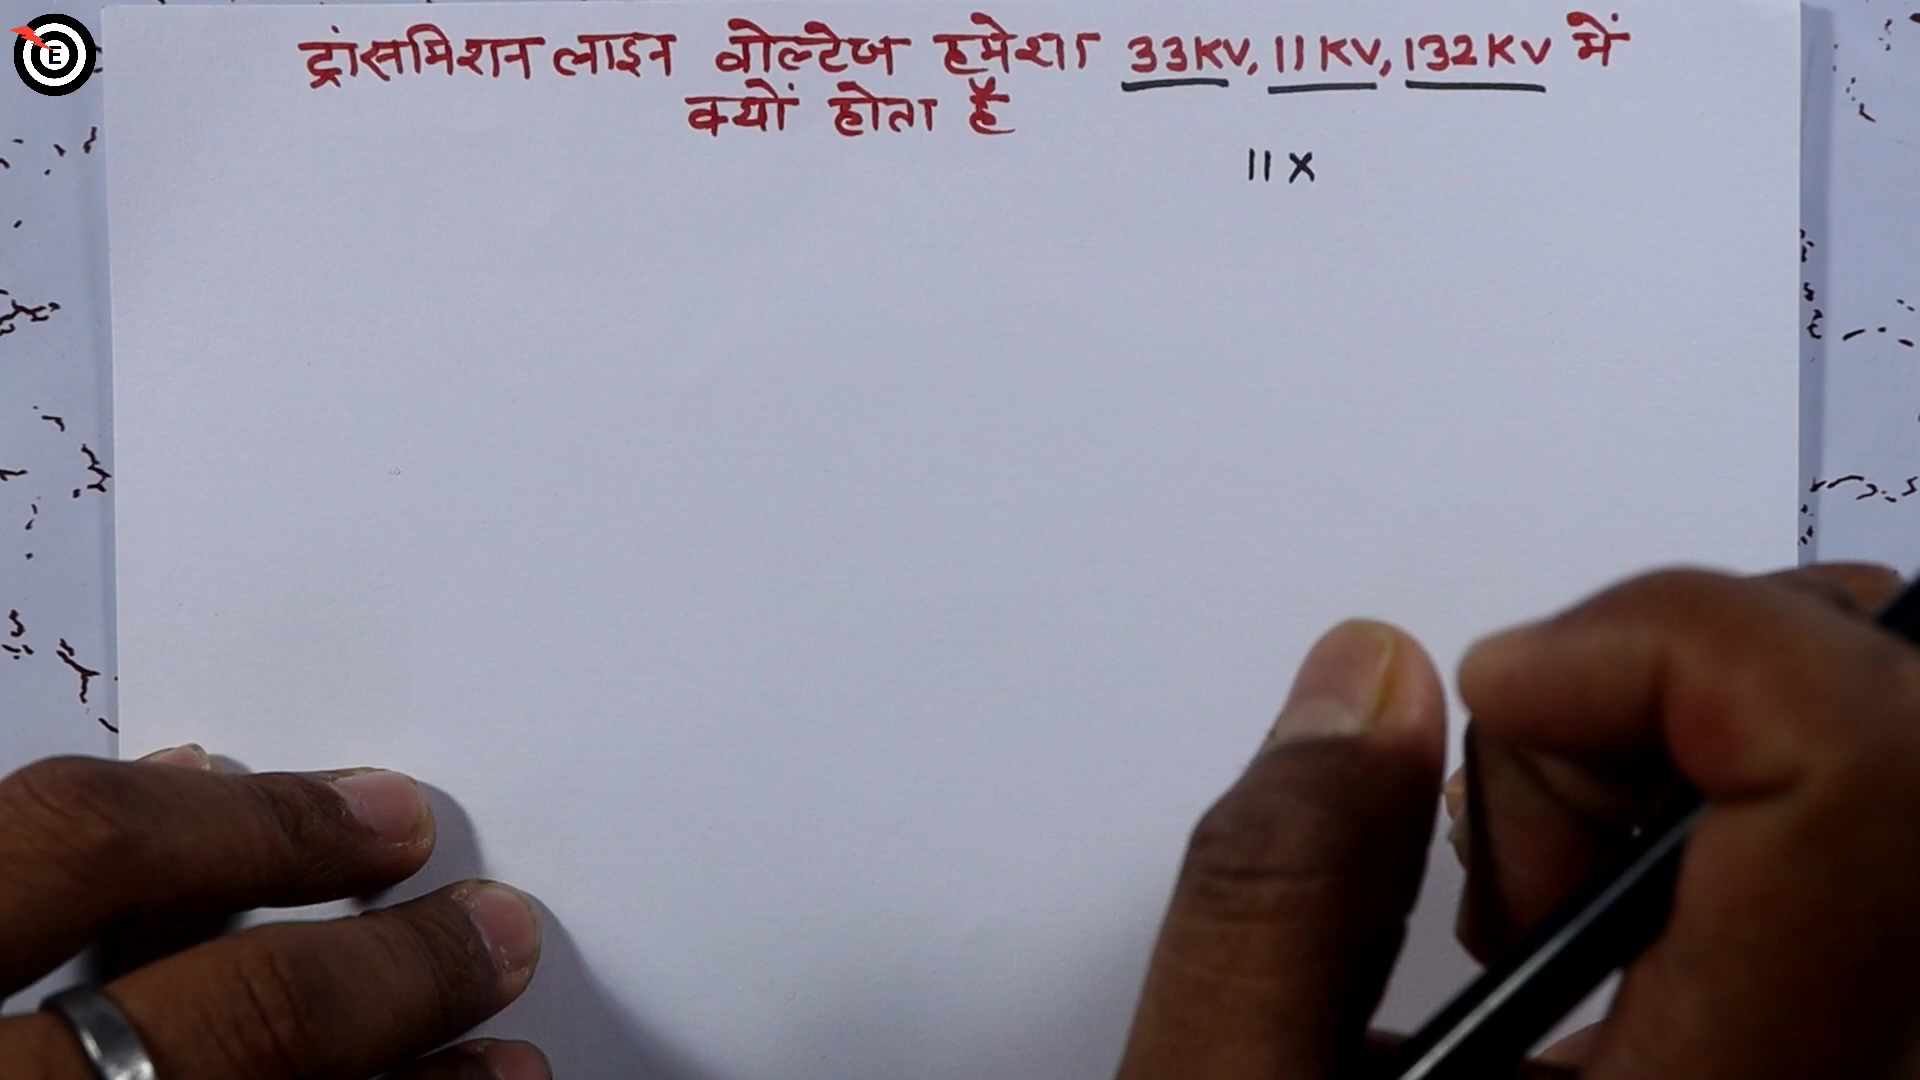 E
ट्रांसमिशन लाइन वोल्टेज हमेशा 33KV, 11KV, 132KV में
क्यों होता है
11 x